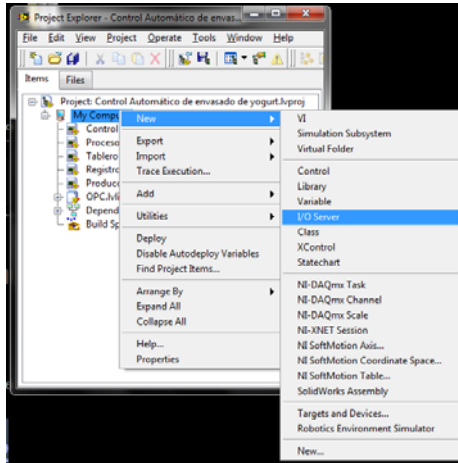 Project Explorer - Control Automático de envas...
File Edit View Project Operate Tools Window Help
Items Files
Project: Control Automático de envasado de yogurt.lvproj
My Compu
Control
Proceso
Tablero
Registro
Produc
OPC.lvli
Depend
Build Sp
New
Export
Import
Trace Execution...
Add
Utilities
Deploy
Disable Autodeploy Variables
Find Project Items...
Arrange By
Expand All
Collapse All
Help...
Properties
VI
Simulation Subsystem
Virtual Folder
Control
Library
Variable
I/O Server
Class
XControl
Statechart
NI-DAQmx Task
NI-DAQmx Channel
NI-DAQmx Scale
NI-XNET Session
NI SoftMotion Axis...
NI SoftMotion Coordinate Space...
NI SoftMotion Table...
SolidWorks Assembly
Targets and Devices...
Robotics Environment Simulator
New...